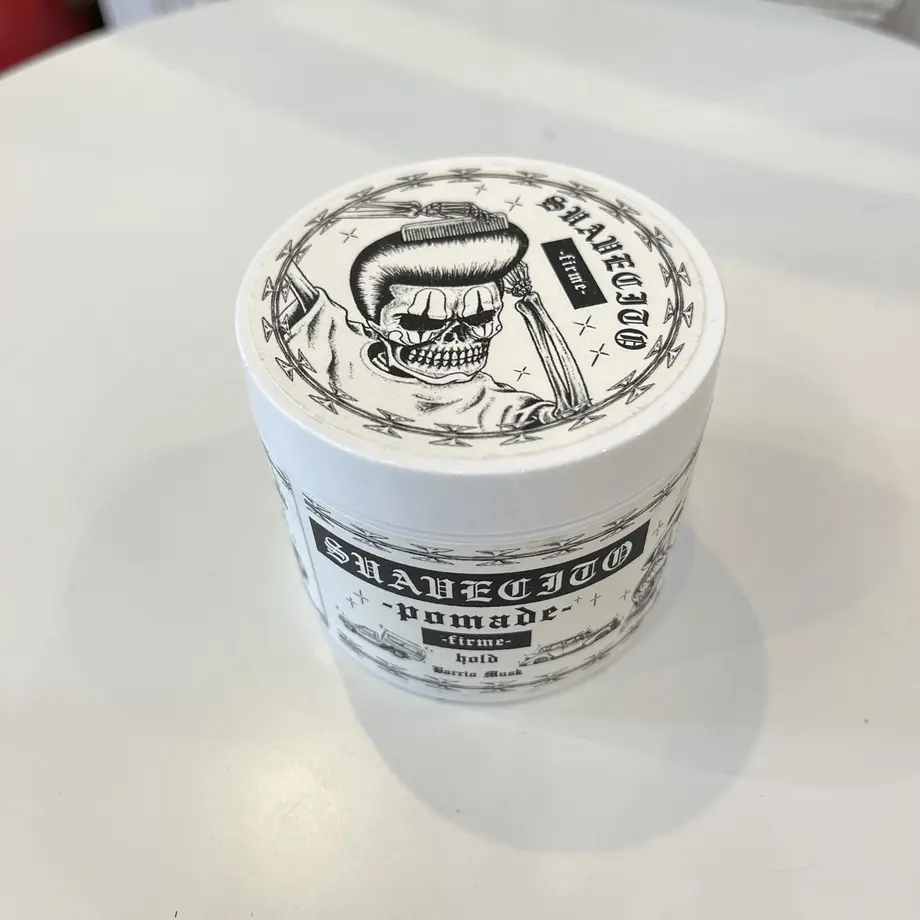 SUAVECITO
-firme-
SUAVECITO
-pomade-
-firme-
hold
Barrio Musk